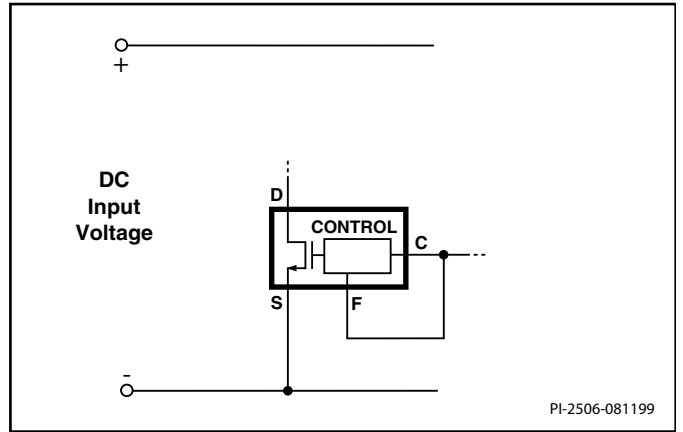 +
DC
Input
Voltage
D
CONTROL
C
S
F
-
PI-2506-081199